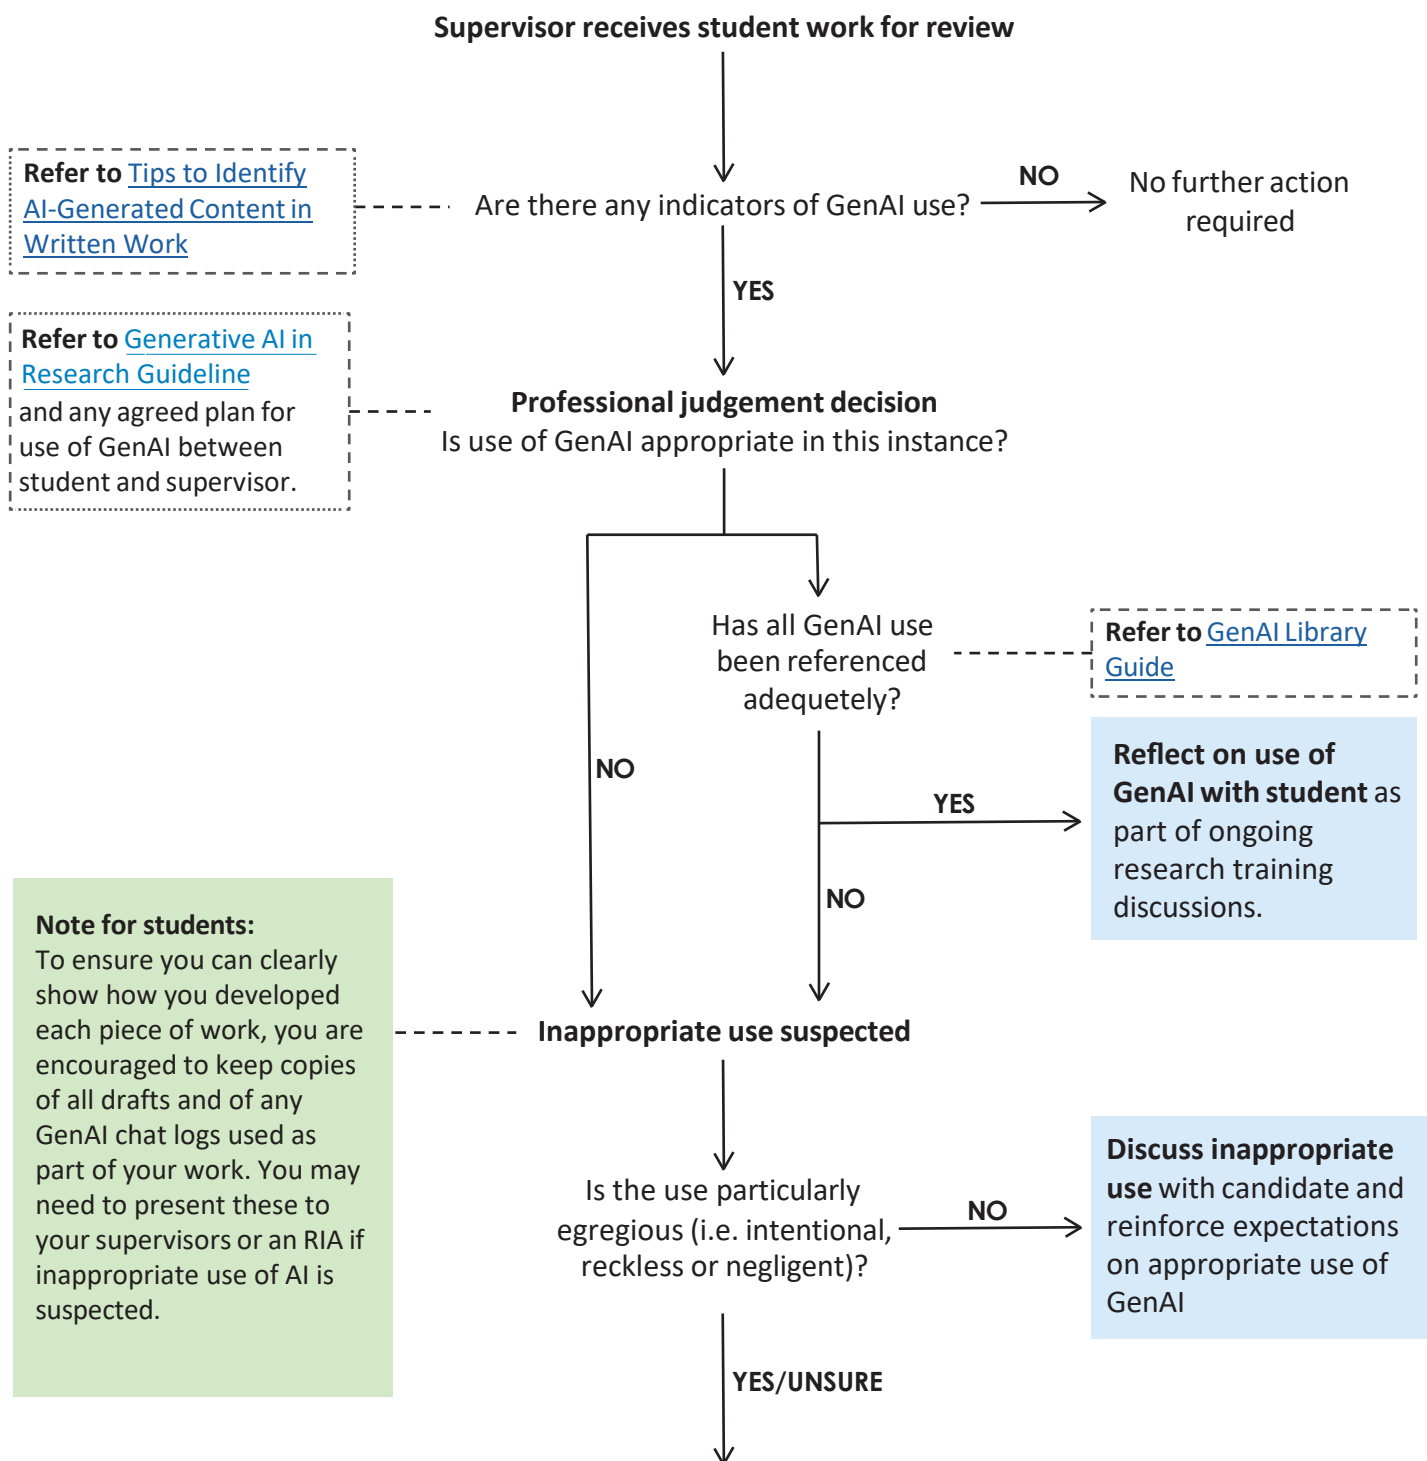 Supervisor receives student work for review
Refer to Tips to Identify
AI-Generated Content in
Written Work
Are there any indicators of GenAI use?
NO
No further action
required
YES
Refer to Generative AI in
Research Guideline
and any agreed plan for
use of GenAI between
student and supervisor.
Professional judgement decision
Is use of GenAI appropriate in this instance?
Has all GenAI use
been referenced
adequetely?
Refer to GenAI Library
Guide
NO
YES
Reflect on use of
GenAI with student as
part of ongoing
research training
discussions.
NO
Note for students:
To ensure you can clearly
show how you developed
each piece of work, you are
encouraged to keep copies
of all drafts and of any
GenAI chat logs used as
part of your work. You may
need to present these to
your supervisors or an RIA if
inappropriate use of AI is
suspected.
Inappropriate use suspected
Is the use particularly
egregious (i.e. intentional,
reckless or negligent)?
NO
Discuss inappropriate
use with candidate and
reinforce expectations
on appropriate use of
GenAI
YES/UNSURE